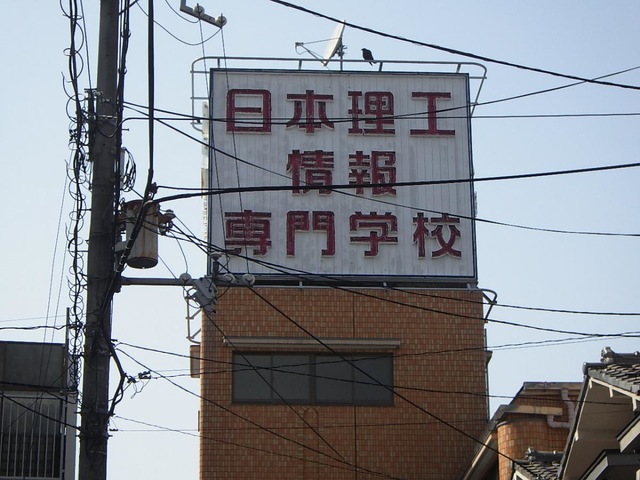 日本理工
情報
専門学校